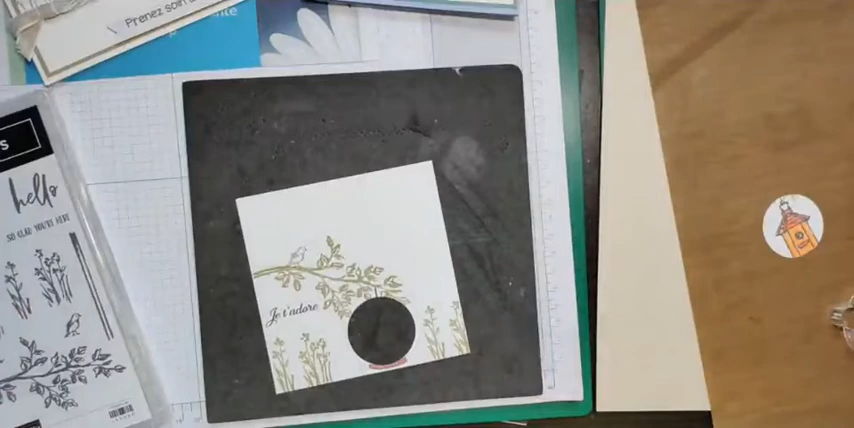 Prenez soin
S
hello
SO GLAD YOU'RE HERE
Je t'adore